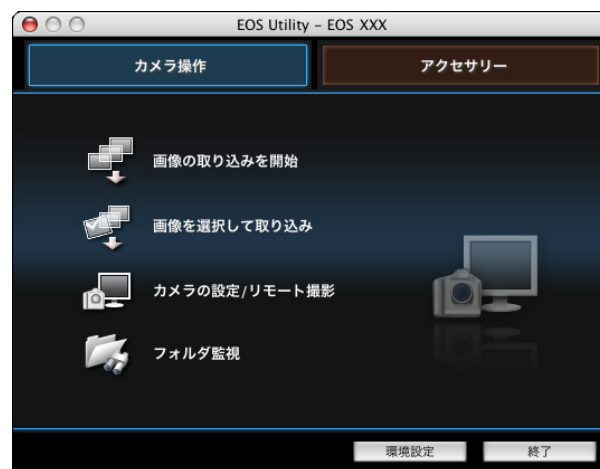 EOS Utility – EOS XXX
カメラ操作 アクセサリー
画像の取り込みを開始
画像を選択して取り込み
カメラの設定/リモート撮影
フォルダ監視
環境設定 終了